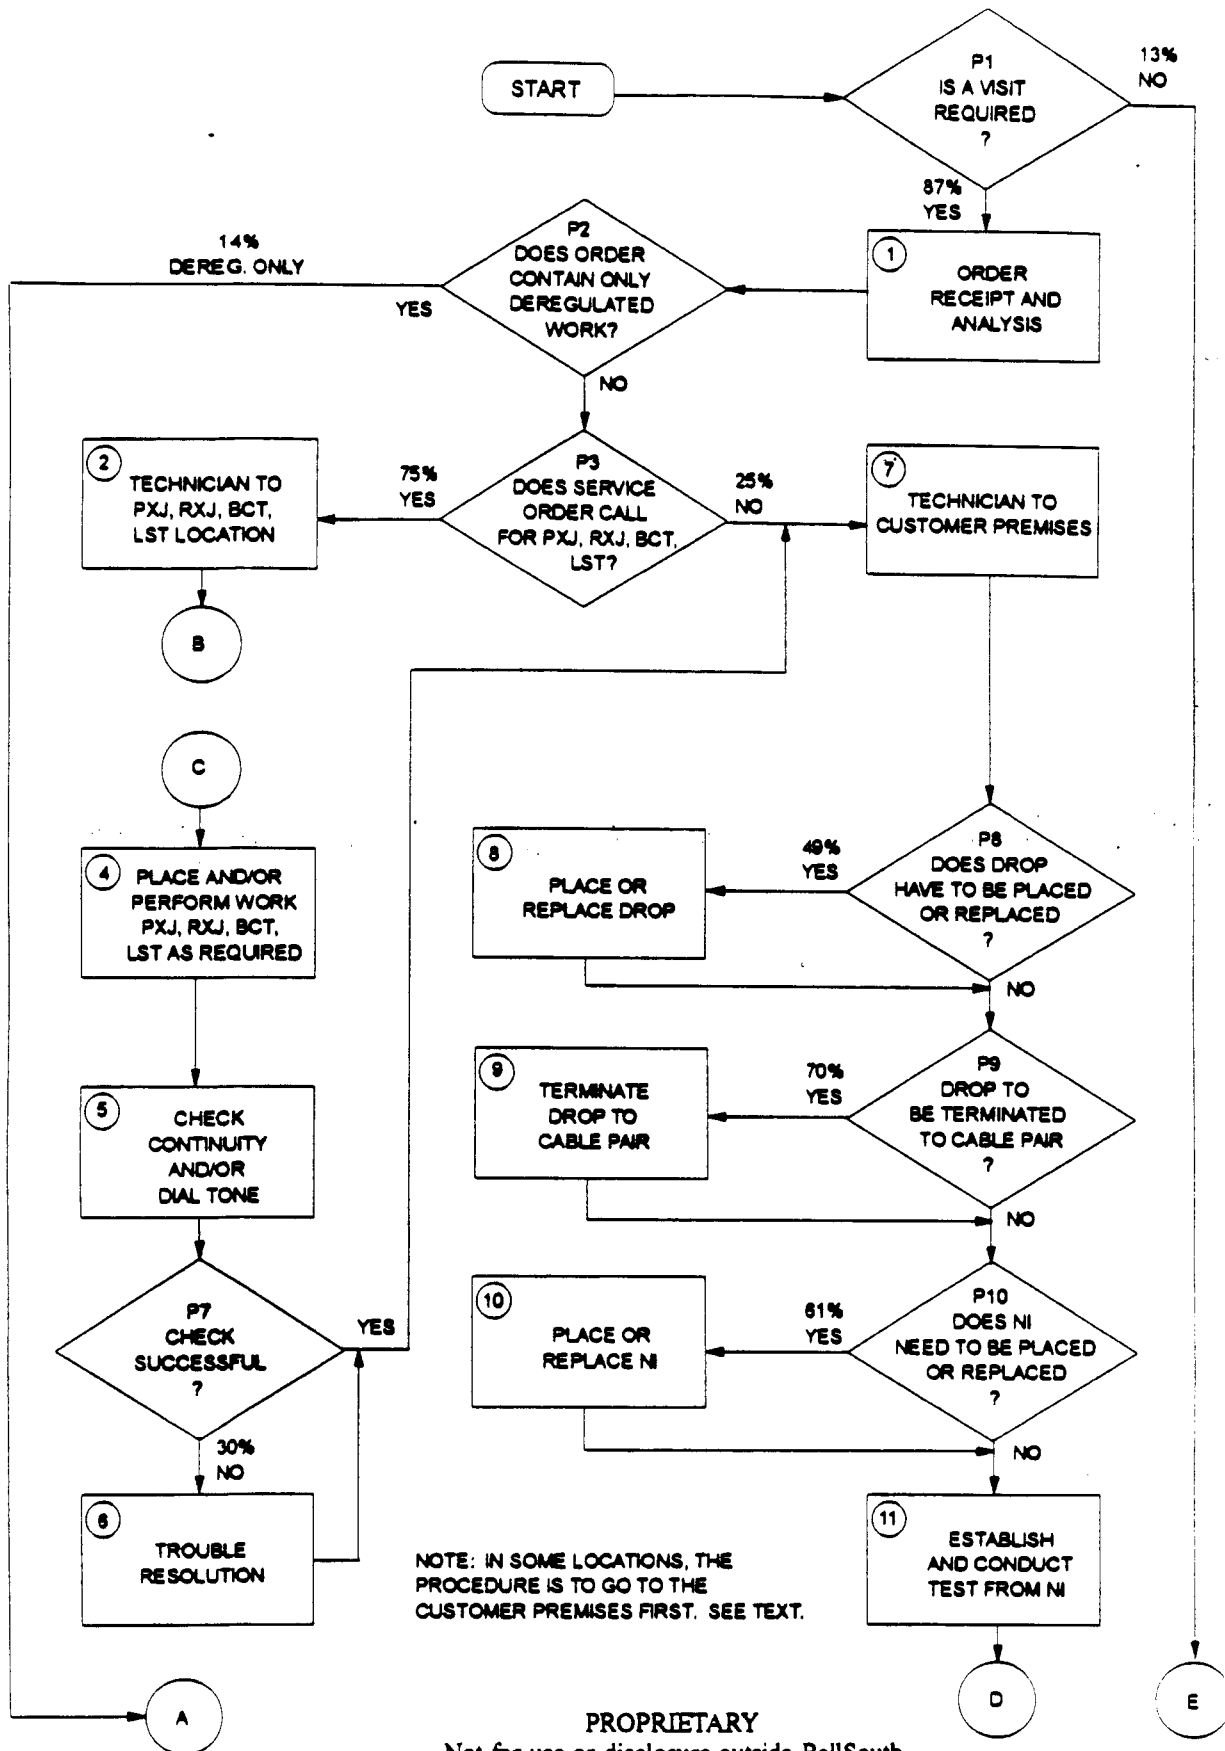 START
P1
IS A VISIT
REQUIRED
?
13%
NO
87%
YES
1
ORDER
RECEIPT AND
ANALYSIS
P2
DOES ORDER
CONTAIN ONLY
DEREGULATED
WORK?
14%
DEREG. ONLY
YES
NO
P3
DOES SERVICE
ORDER CALL
FOR PXJ, RXJ, BCT,
LST?
75%
YES
25%
NO
2
TECHNICIAN TO
PXJ, RXJ, BCT,
LST LOCATION
B
7
TECHNICIAN TO
CUSTOMER PREMISES
C
4
PLACE AND/OR
PERFORM WORK
PXJ, RXJ, BCT,
LST AS REQUIRED
5
CHECK
CONTINUITY
AND/OR
DIAL TONE
P7
CHECK
SUCCESSFUL
?
YES
30%
NO
6
TROUBLE
RESOLUTION
P8
DOES DROP
HAVE TO BE PLACED
OR REPLACED
?
49%
YES
8
PLACE OR
REPLACE DROP
NO
P9
DROP TO
BE TERMINATED
TO CABLE PAIR
?
70%
YES
9
TERMINATE
DROP TO
CABLE PAIR
NO
P10
DOES NI
NEED TO BE PLACED
OR REPLACED
?
61%
YES
10
PLACE OR
REPLACE NI
NO
11
ESTABLISH
AND CONDUCT
TEST FROM NI
NOTE: IN SOME LOCATIONS, THE
PROCEDURE IS TO GO TO THE
CUSTOMER PREMISES FIRST. SEE TEXT.
A
D
E
PROPRIETARY
Not for use or disclosure outside BellSouth